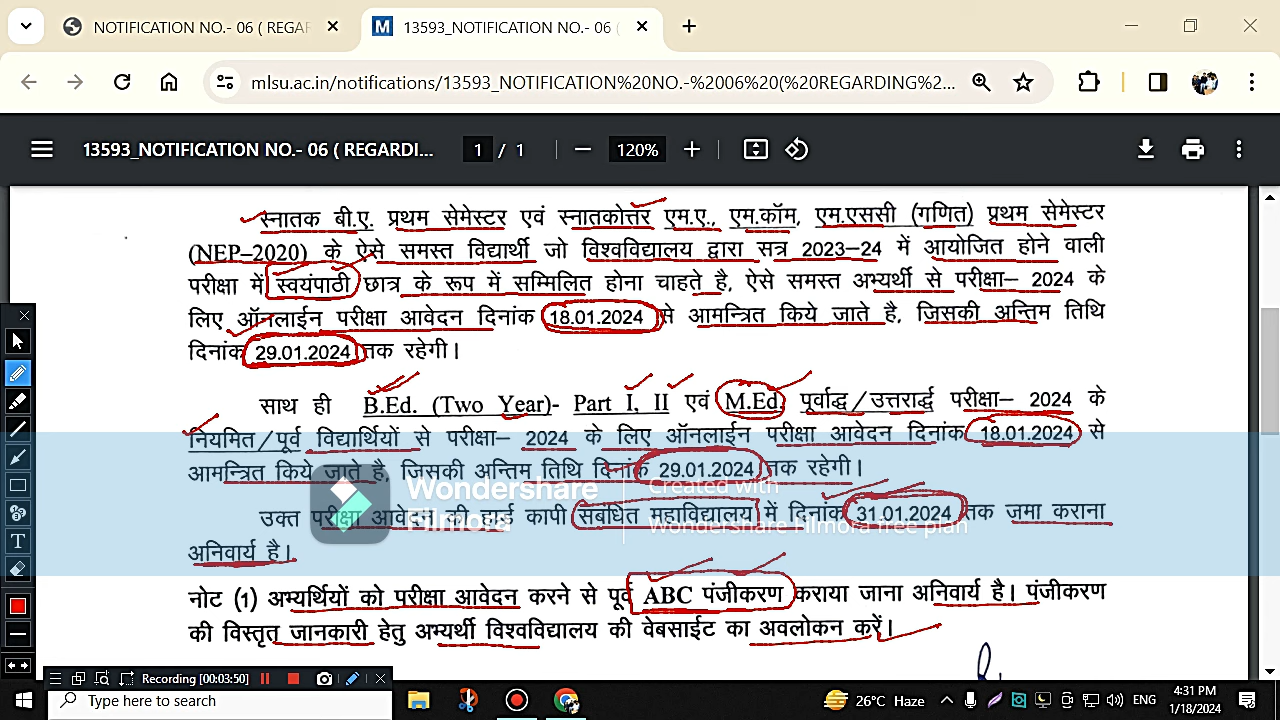 NOTIFICATION NO.- 06 ( REGAR
13593_NOTIFICATION NO.- 06 (
mlsu.ac.in/notifications/13593_NOTIFICATION%20NO.-%2006%20(%20REGARDING%2...
13593_NOTIFICATION NO.- 06 ( REGARDI...
1 / 1
120%
स्नातक बी.ए. प्रथम सेमेस्टर एवं स्नातकोत्तर एम.ए., एम.कॉम, एम.एससी (गणित) प्रथम सेमेस्टर
(NEP–2020) के ऐसे समस्त विद्यार्थी जो विश्वविद्यालय द्वारा सत्र 2023–24 में आयोजित होने वाली
परीक्षा में स्वयंपाठी छात्र के रूप में सम्मिलित होना चाहते है, ऐसे समस्त अभ्यर्थी से परीक्षा– 2024 के
लिए ऑनलाईन परीक्षा आवेदन दिनांक 18.01.2024 से आमन्त्रित किये जाते है, जिसकी अन्तिम तिथि
दिनांक 29.01.2024 तक रहेगी।
साथ ही B.Ed. (Two Year)- Part I, II एवं M.Ed. पूर्वाद्ध/उत्तरार्द्ध परीक्षा– 2024 के
नियमित/पूर्व विद्यार्थियों से परीक्षा– 2024 के लिए ऑनलाईन परीक्षा आवेदन दिनांक 18.01.2024 से
आमन्त्रित किये जाते है, जिसकी अन्तिम तिथि दिनांक 29.01.2024 तक रहेगी।
Wondershare
Filmora
Created with
Wondershare Filmora free plan
उक्त परीक्षा आवेदन की हार्ड कापी संबंधित महाविद्यालय में दिनांक 31.01.2024 तक जमा कराना
अनिवार्य है।
नोट (1) अभ्यर्थियों को परीक्षा आवेदन करने से पूर्व ABC पंजीकरण कराया जाना अनिवार्य है। पंजीकरण
की विस्तृत जानकारी हेतु अभ्यर्थी विश्वविद्यालय की वेबसाईट का अवलोकन करें।
Recording [00:03:50]
Type here to search
26°C Haze
ENG
4:31 PM
1/18/2024